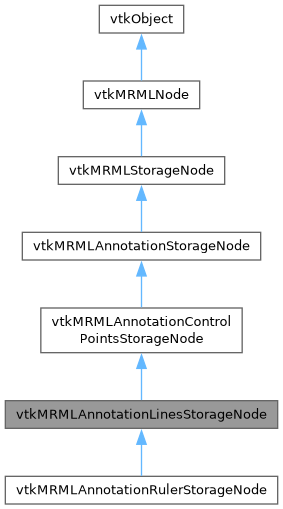 vtkObject
vtkMRMLNode
vtkMRMLStorageNode
vtkMRMLAnnotationStorageNode
vtkMRMLAnnotationControl
PointsStorageNode
vtkMRMLAnnotationLinesStorageNode
vtkMRMLAnnotationRulerStorageNode